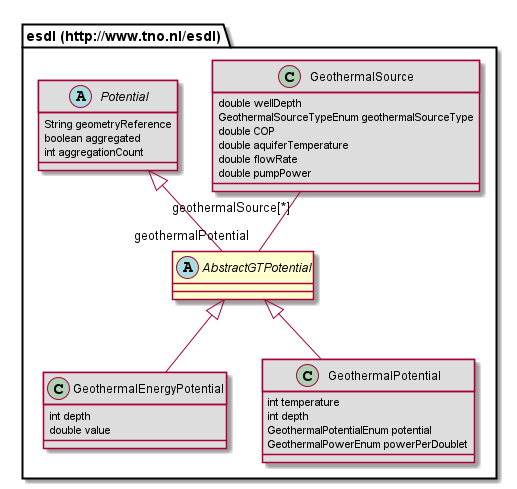 esdl (http://www.tno.nl/esdl)
A Potential
String geometryReference
boolean aggregated
int aggregationCount
C GeothermalSource
double wellDepth
GeothermalSourceTypeEnum geothermalSourceType
double COP
double aquiferTemperature
double flowRate
double pumpPower
geothermalSource[*]
geothermalPotential
A AbstractGTPotential
C GeothermalEnergyPotential
int depth
double value
C GeothermalPotential
int temperature
int depth
GeothermalPotentialEnum potential
GeothermalPowerEnum powerPerDoublet